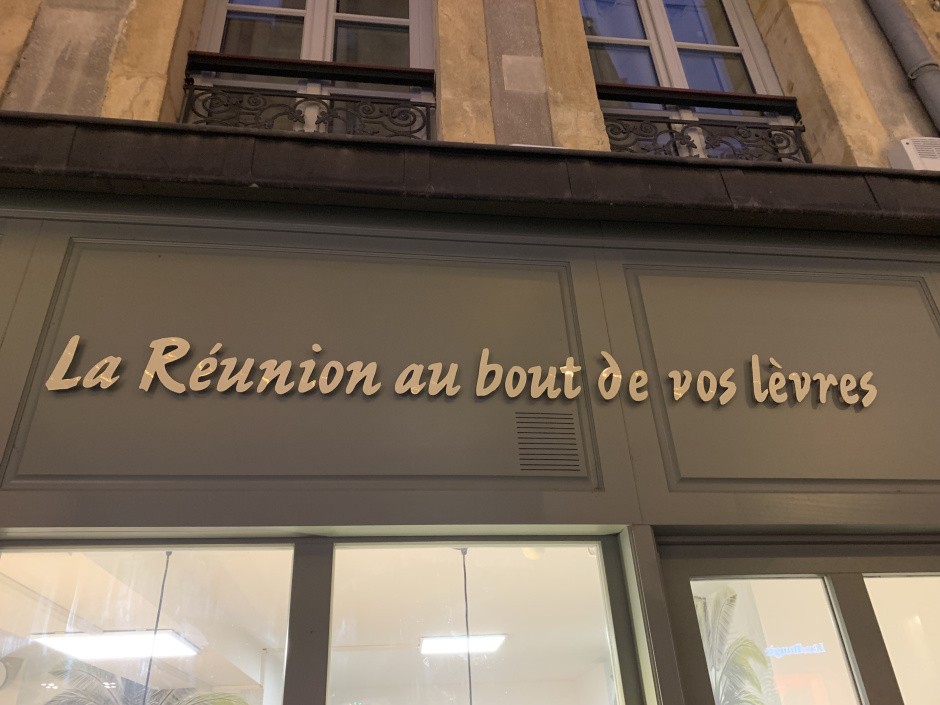 La Réunion au bout de vos lèvres